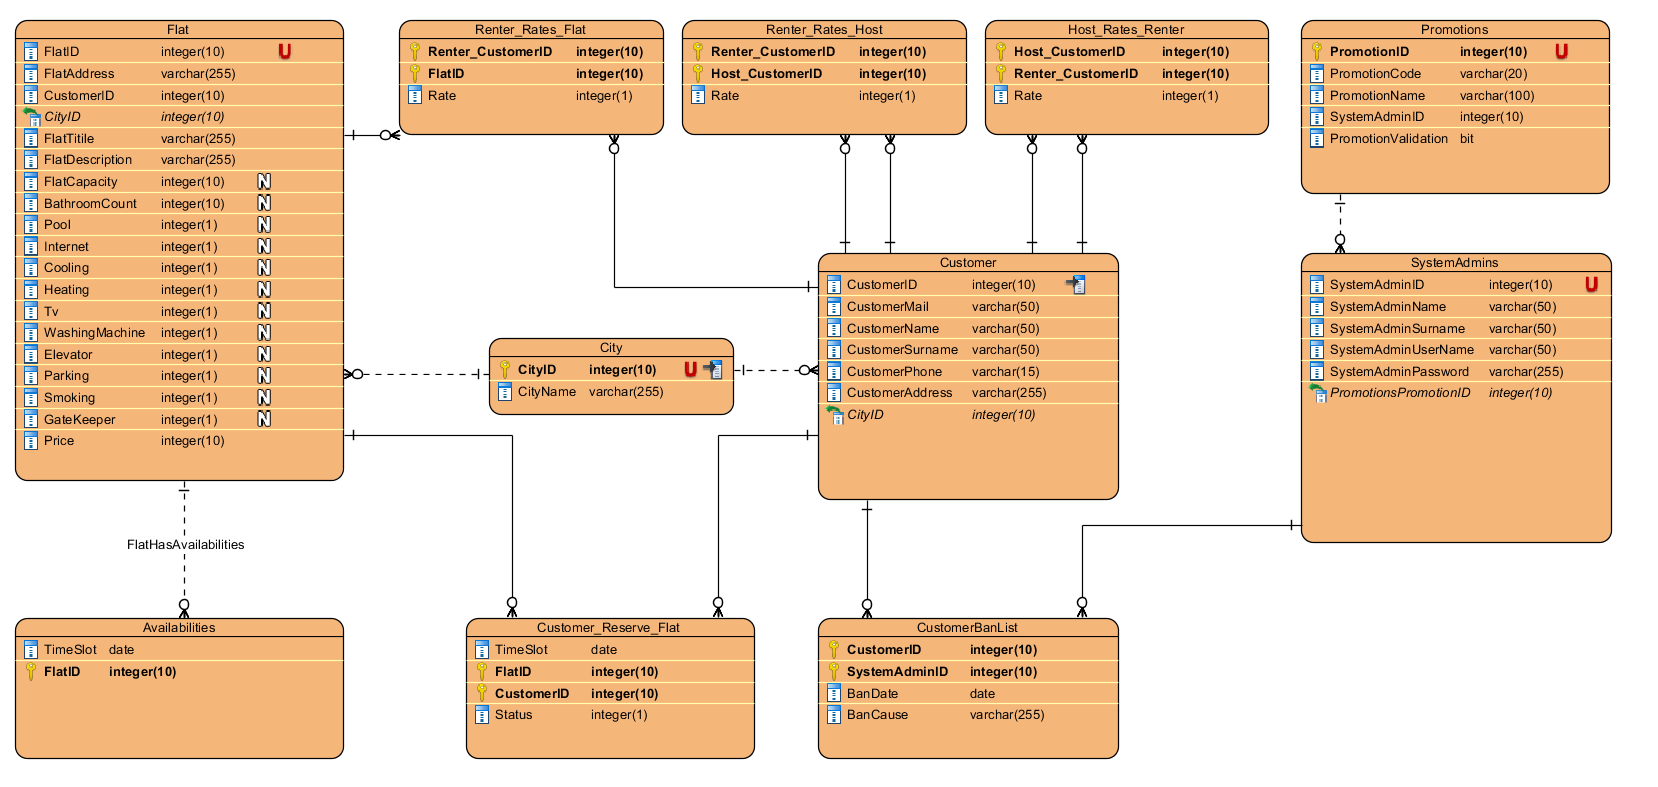 Flat
FlatID integer(10) U
FlatAddress varchar(255)
CustomerID integer(10)
CityID integer(10)
FlatTitile varchar(255)
FlatDescription varchar(255)
FlatCapacity integer(10) N
BathroomCount integer(10) N
Pool integer(1) N
Internet integer(1) N
Cooling integer(1) N
Heating integer(1) N
Tv integer(1) N
WashingMachine integer(1) N
Elevator integer(1) N
Parking integer(1) N
Smoking integer(1) N
GateKeeper integer(1) N
Price integer(10)
Renter_Rates_Flat
Renter_CustomerID integer(10)
FlatID integer(10)
Rate integer(1)
Renter_Rates_Host
Renter_CustomerID integer(10)
Host_CustomerID integer(10)
Rate integer(1)
Host_Rates_Renter
Host_CustomerID integer(10)
Renter_CustomerID integer(10)
Rate integer(1)
Promotions
PromotionID integer(10) U
PromotionCode varchar(20)
PromotionName varchar(100)
SystemAdminID integer(10)
PromotionValidation bit
City
CityID integer(10) U
CityName varchar(255)
Customer
CustomerID integer(10)
CustomerMail varchar(50)
CustomerName varchar(50)
CustomerSurname varchar(50)
CustomerPhone varchar(15)
CustomerAddress varchar(255)
CityID integer(10)
SystemAdmins
SystemAdminID integer(10) U
SystemAdminName varchar(50)
SystemAdminSurname varchar(50)
SystemAdminUserName varchar(50)
SystemAdminPassword varchar(255)
PromotionsPromotionID integer(10)
FlatHasAvailabilities
Availabilities
TimeSlot date
FlatID integer(10)
Customer_Reserve_Flat
TimeSlot date
FlatID integer(10)
CustomerID integer(10)
Status integer(1)
CustomerBanList
CustomerID integer(10)
SystemAdminID integer(10)
BanDate date
BanCause varchar(255)